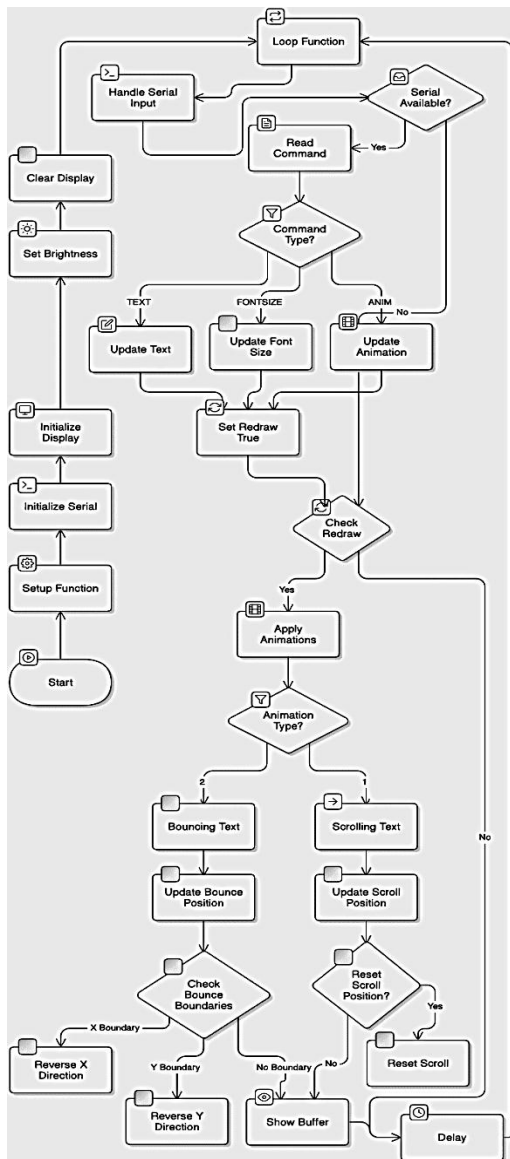 Loop Function
Handle Serial
Input
Serial
Available?
Read
Command
Yes
Clear Display
Command
Type?
Set Brightness
TEXT
FONTSIZE
ANIM
No
Update Text
Update Font
Size
Update
Animation
Initialize
Display
Set Redraw
True
Initialize Serial
Check
Redraw
Setup Function
Yes
Apply
Animations
Start
Animation
Type?
2
1
No
Bouncing Text
Scrolling Text
Update Bounce
Position
Update Scroll
Position
Check
Bounce
Boundaries
Reset
Scroll
Position?
Yes
X Boundary
Reverse X
Direction
Reset Scroll
Y Boundary
No Boundary
No
Reverse Y
Direction
Show Buffer
Delay